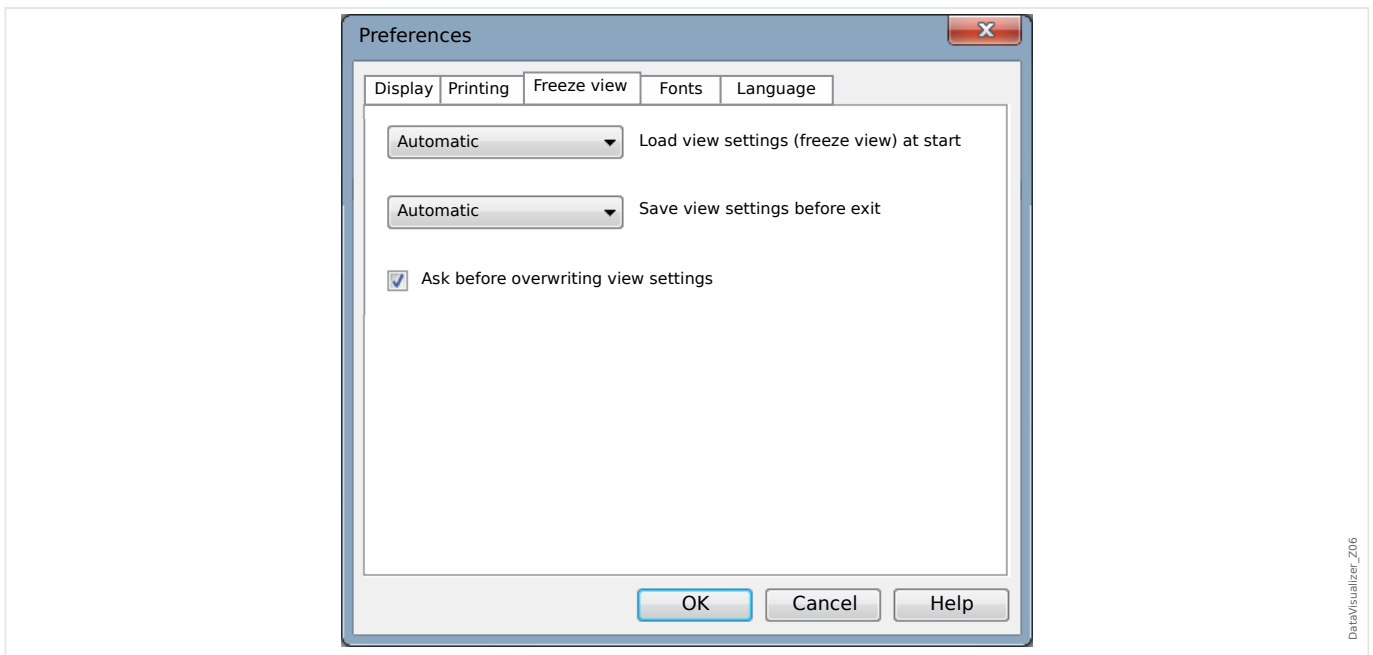 Preferences
X
Display Printing Freeze view Fonts Language
Automatic Load view settings (freeze view) at start
Automatic Save view settings before exit
Ask before overwriting view settings
OK Cancel Help
DataVisualizer_Z06